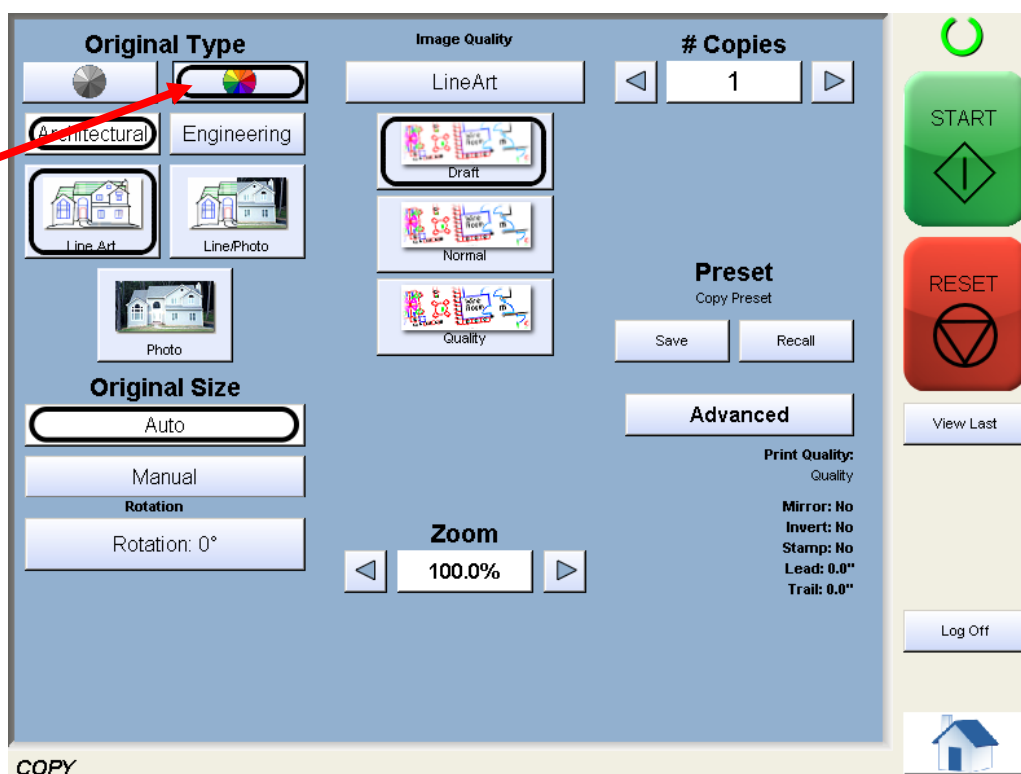 Original Type
Architectural
Engineering
Line Art
Line/Photo
Photo
Original Size
Auto
Manual
Rotation
Rotation: 0°
Image Quality
LineArt
Draft
Normal
Quality
Zoom
100.0%
# Copies
1
Preset
Copy Preset
Save
Recall
Advanced
Print Quality:
Quality
Mirror: No
Invert: No
Stamp: No
Lead: 0.0"
Trail: 0.0"
START
RESET
View Last
Log Off
COPY